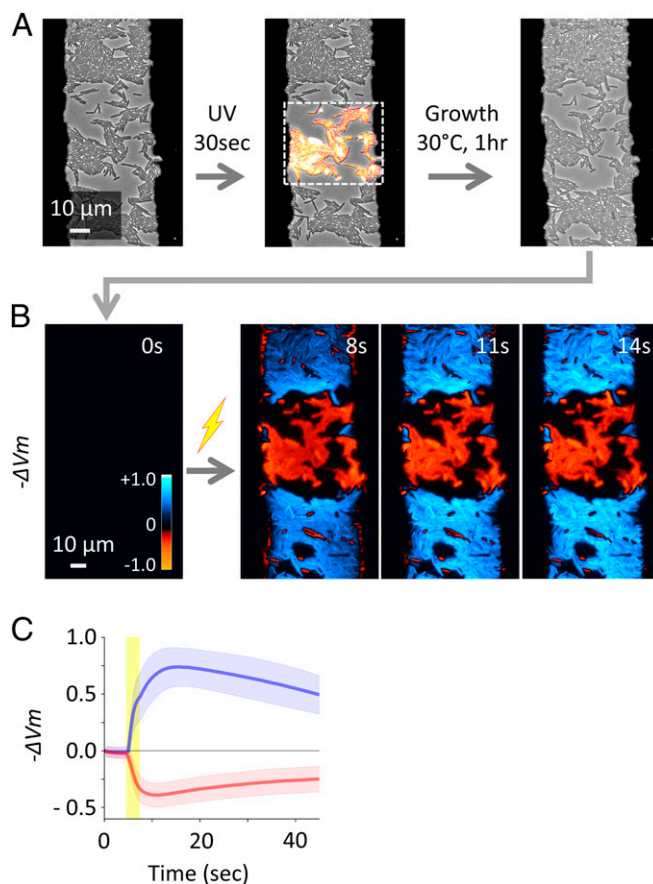 A
UV
30sec
Growth
30°C, 1hr
10 μm
B
-ΔVm
0s
8s
11s
14s
+1.0
0
-1.0
10 μm
C
-ΔVm
1.0
0.5
0.0
- 0.5
0
20
40
Time (sec)